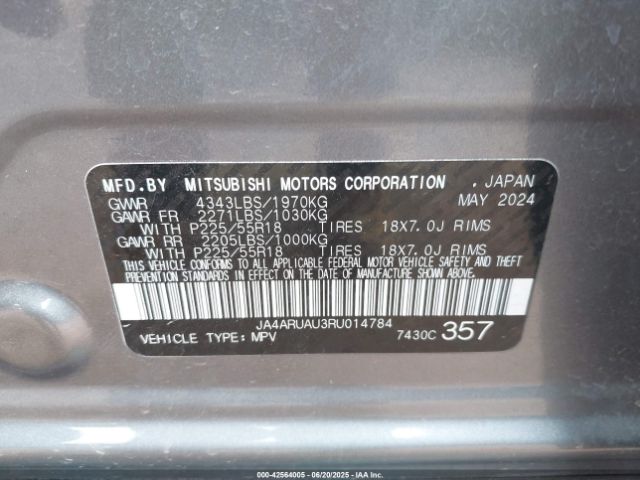 MFD.BY MITSUBISHI MOTORS CORPORATION . JAPAN
GVWR 4343LBS/1970KG MAY 2024
GAWR FR 2271LBS/1030KG
WITH P225/55R18 TIRES 18X7.0J RIMS
GAWR RR 2205LBS/1000KG
WITH P225/55R18 TIRES 18X7.0J RIMS
THIS VEHICLE CONFORMS TO ALL APPLICABLE FEDERAL MOTOR VEHICLE SAFETY AND THEFT
PREVENTION STANDARDS IN EFFECT ON THE DATE OF MANUFACTURE SHOWN ABOVE.
JA4ARUAU3RU014784
VEHICLE TYPE: MPV 7430C 357
© -42564005 - 06/20/2025 - IAA, LLC